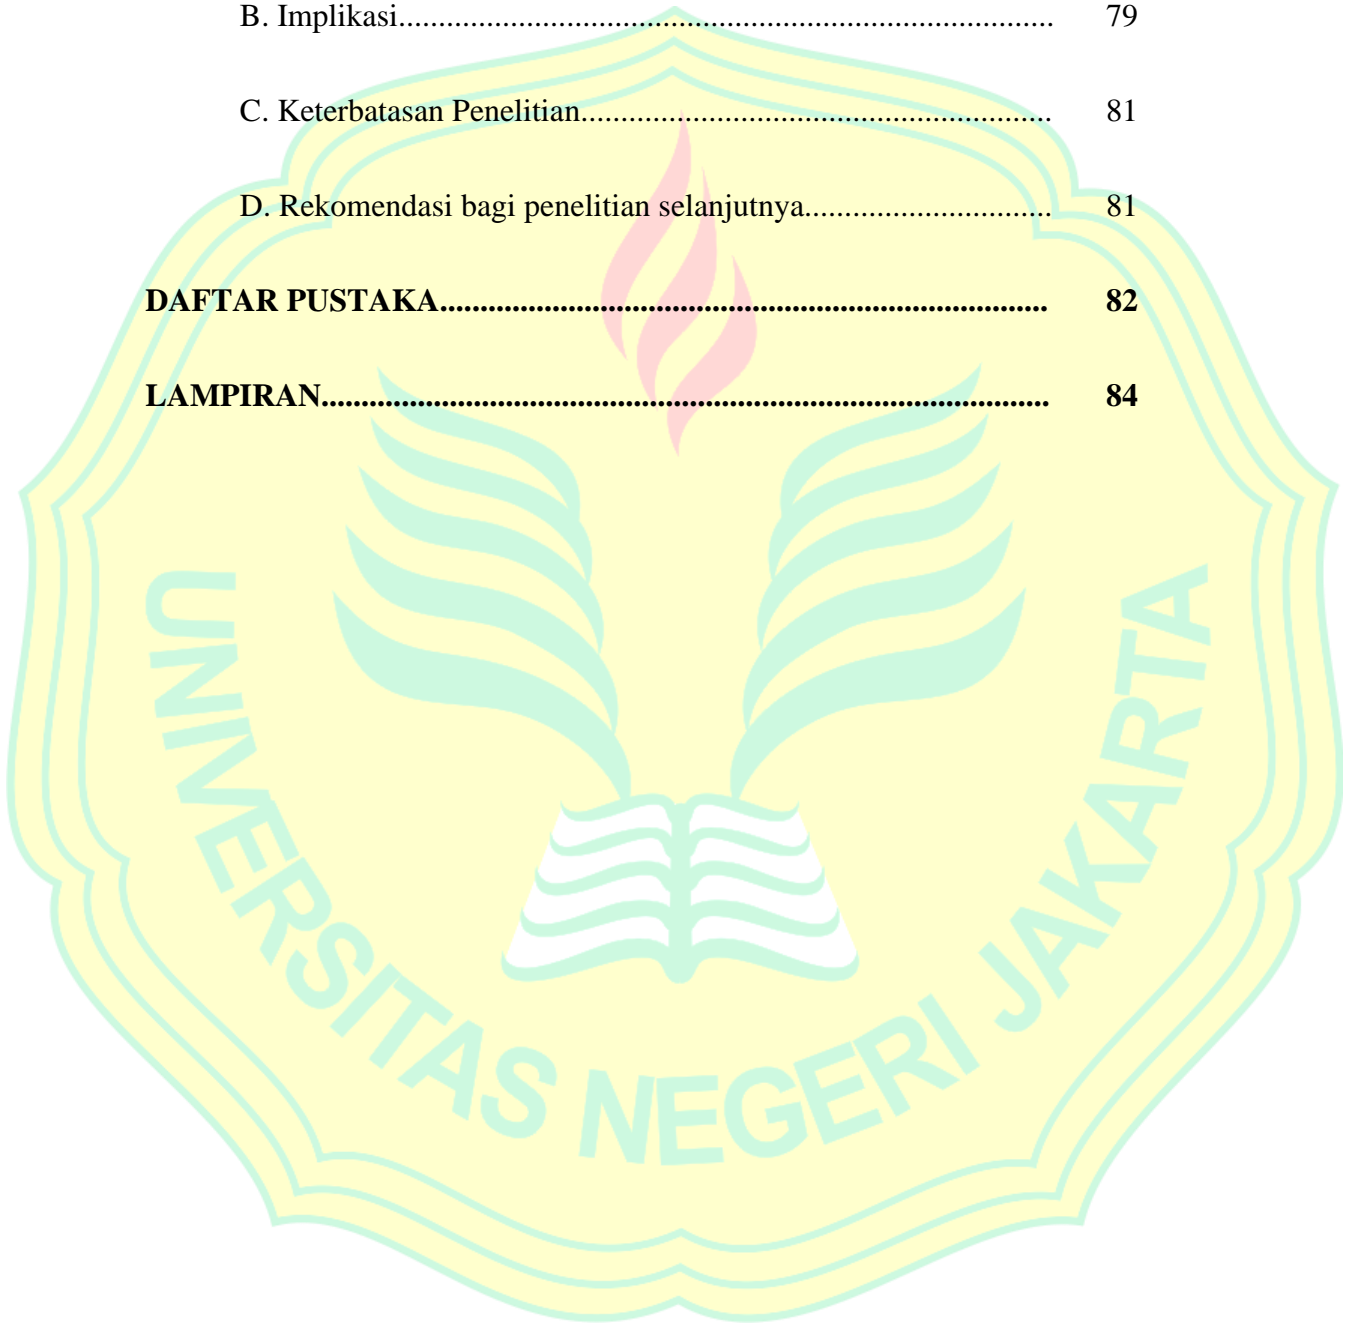 B. Implikasi.................................................................................. 79
C. Keterbatasan Penelitian........................................................... 81
D. Rekomendasi bagi penelitian selanjutnya............................... 81
DAFTAR PUSTAKA........................................................................... 82
LAMPIRAN.......................................................................................... 84
UNIVERSITAS NEGERI JAKARTA